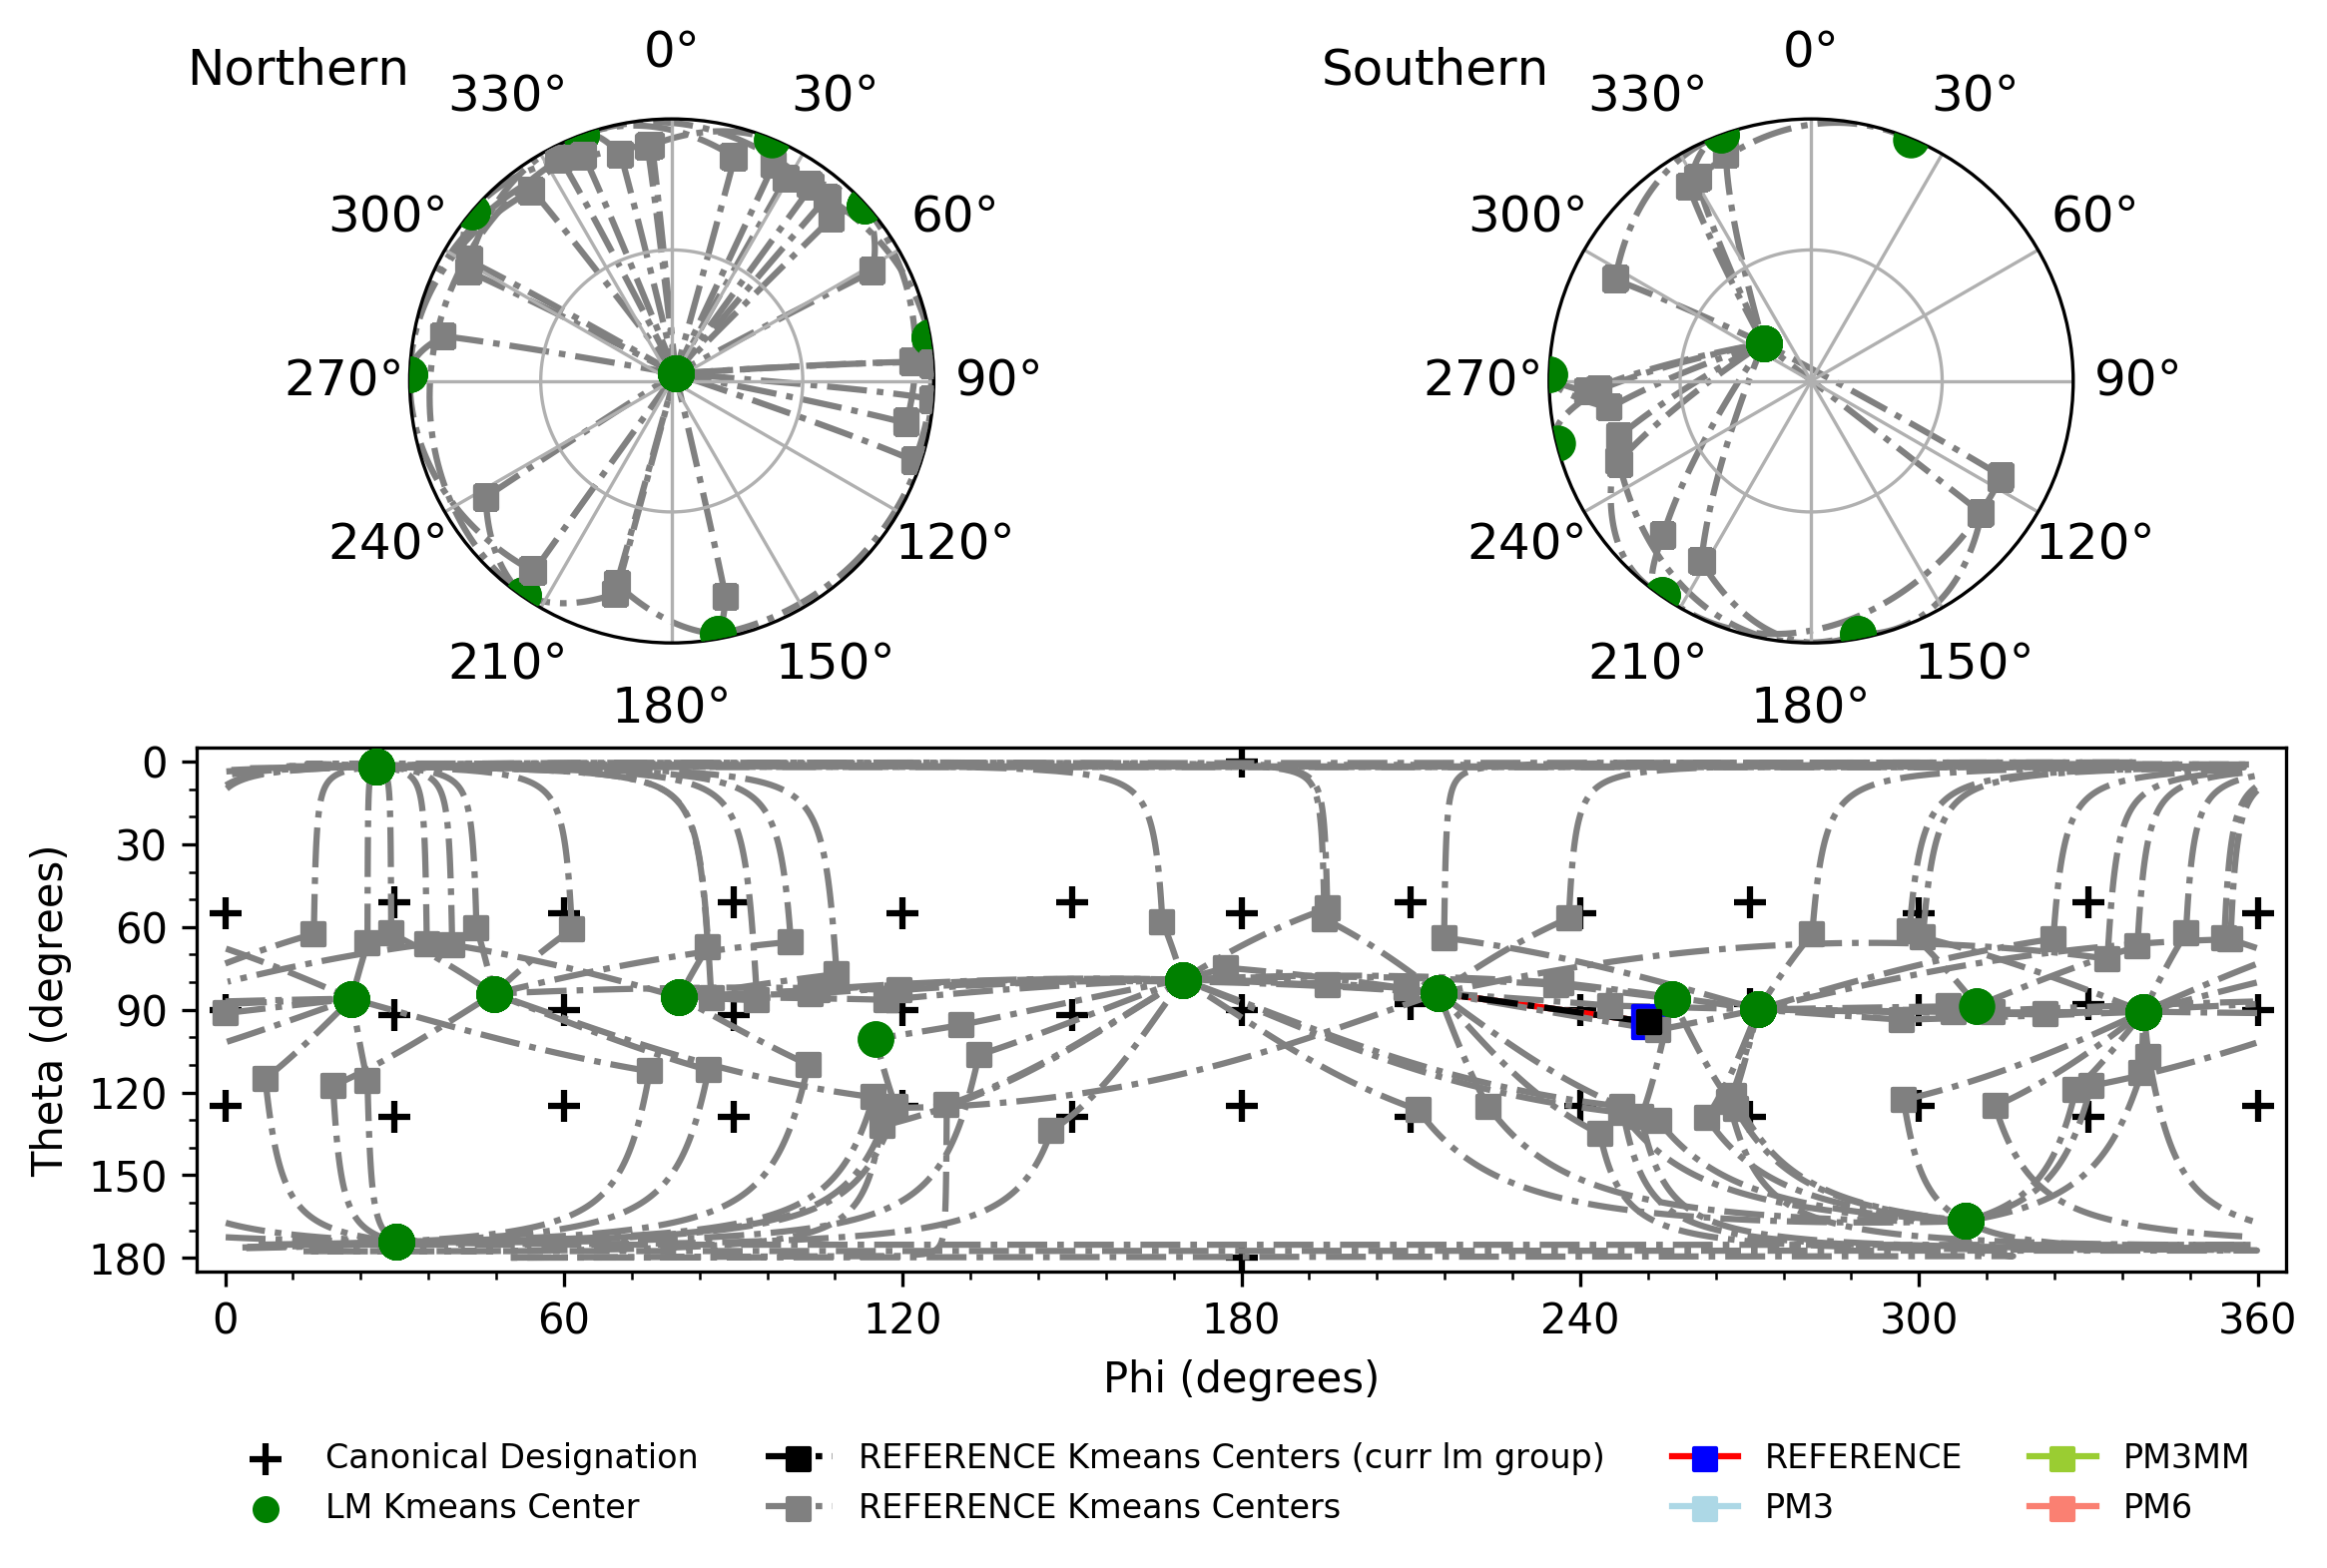 Northern
0°
330°
30°
300°
60°
270°
90°
240°
120°
210°
150°
180°
Southern
0°
330°
30°
300°
60°
270°
90°
240°
120°
210°
150°
180°
Theta (degrees)
0
30
60
90
120
150
180
0 60 120 180 240 300 360
Phi (degrees)
Canonical Designation
LM Kmeans Center
REFERENCE Kmeans Centers (curr lm group)
REFERENCE Kmeans Centers
REFERENCE
PM3
PM3MM
PM6